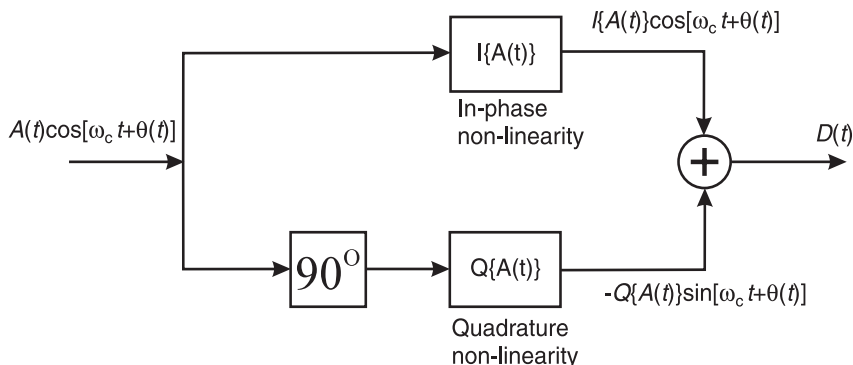 I{A(t)}cos[ωc t+θ(t)]
I{A(t)}
In-phase
non-linearity
A(t)cos[ωc t+θ(t)]
D(t)
+
90°
Q{A(t)}
-Q{A(t)}sin[ωc t+θ(t)]
Quadrature
non-linearity